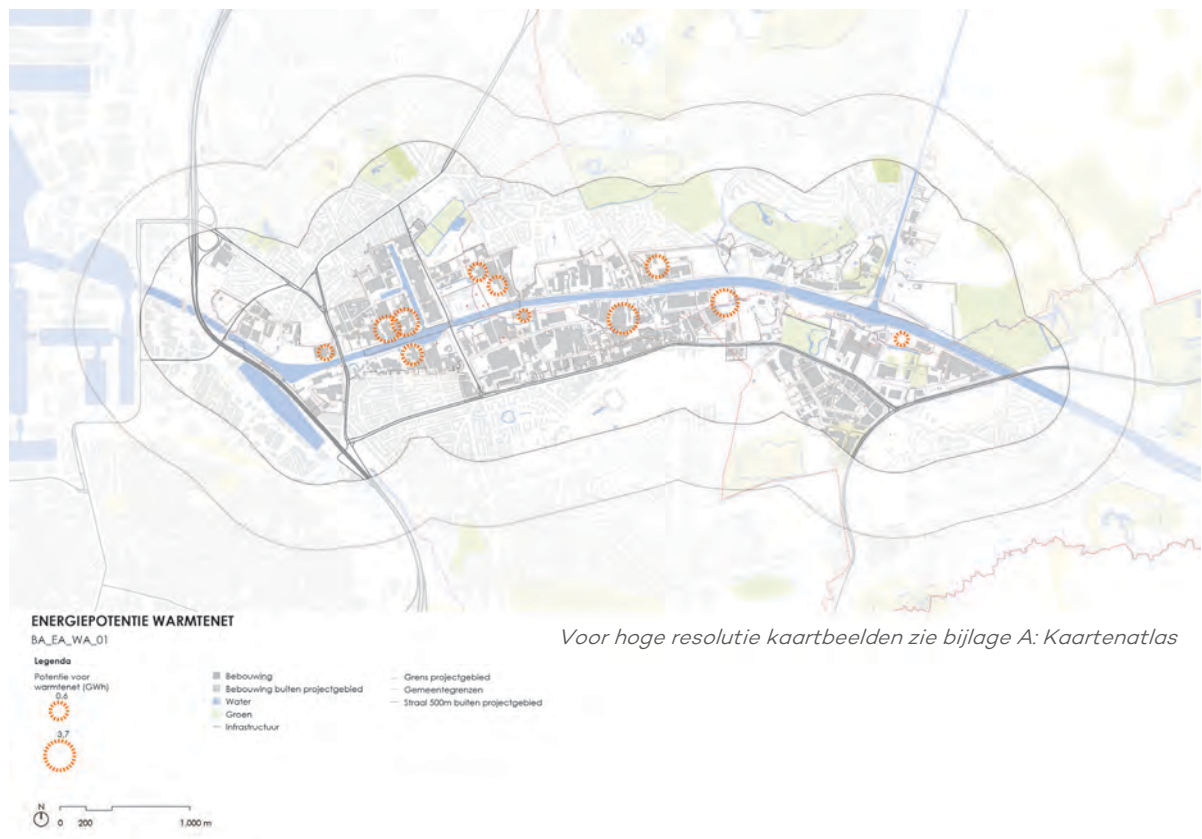 ENERGIEPOTENTIE WARMTENET
BA_EA_WA_01
Voor hoge resolutie kaartbeelden zie bijlage A: Kaartenatlas
Legenda
Potentie voor
warmtenet (GWh)
0,6
3,7
Bebouwing
Bebouwing buiten projectgebied
Water
Groen
Infrastructuur
Grens projectgebied
Gemeentegrenzen
Straal 500m buiten projectgebied
N
0 200 1.000 m